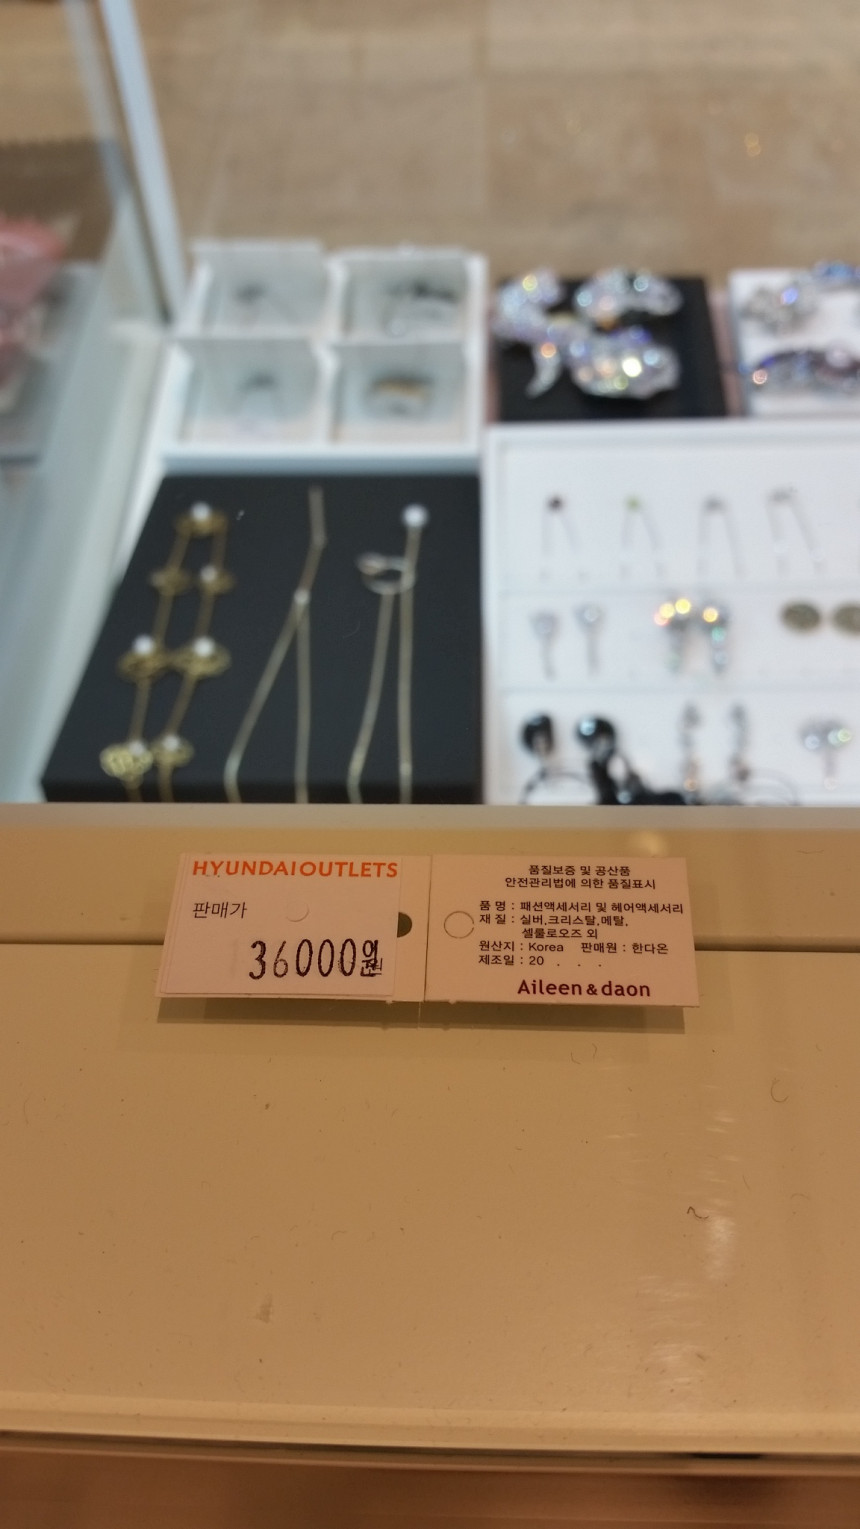 HYUNDAI OUTLETS
판매가
36000원
품질보증 및 공산품
안전관리법에 의한 품질표시
품 명 : 패션액세서리 및 헤어액세서리
재 질 : 실버,크리스탈,메탈,
셀룰로오즈 외
원산지 : Korea 판매원 : 한다온
제조일 : 20 . . .
Aileen & daon